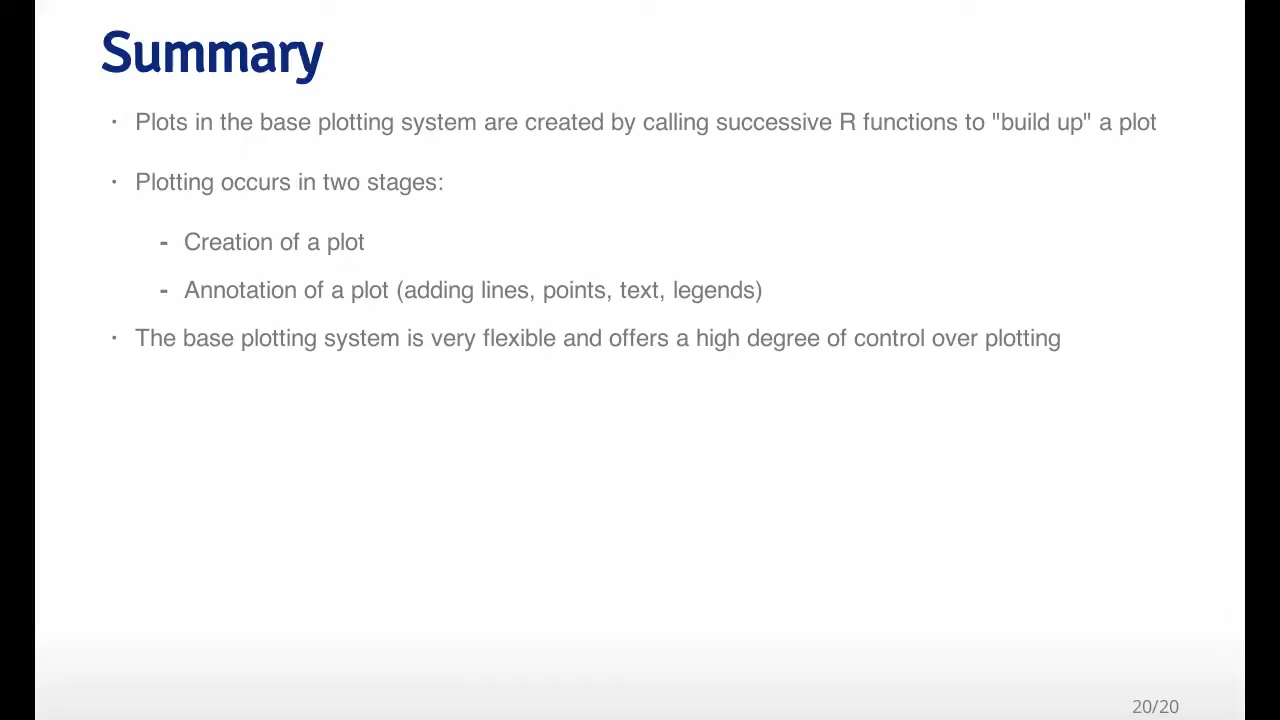 Summary
· Plots in the base plotting system are created by calling successive R functions to "build up" a plot
· Plotting occurs in two stages:
- Creation of a plot
- Annotation of a plot (adding lines, points, text, legends)
· The base plotting system is very flexible and offers a high degree of control over plotting
20/20